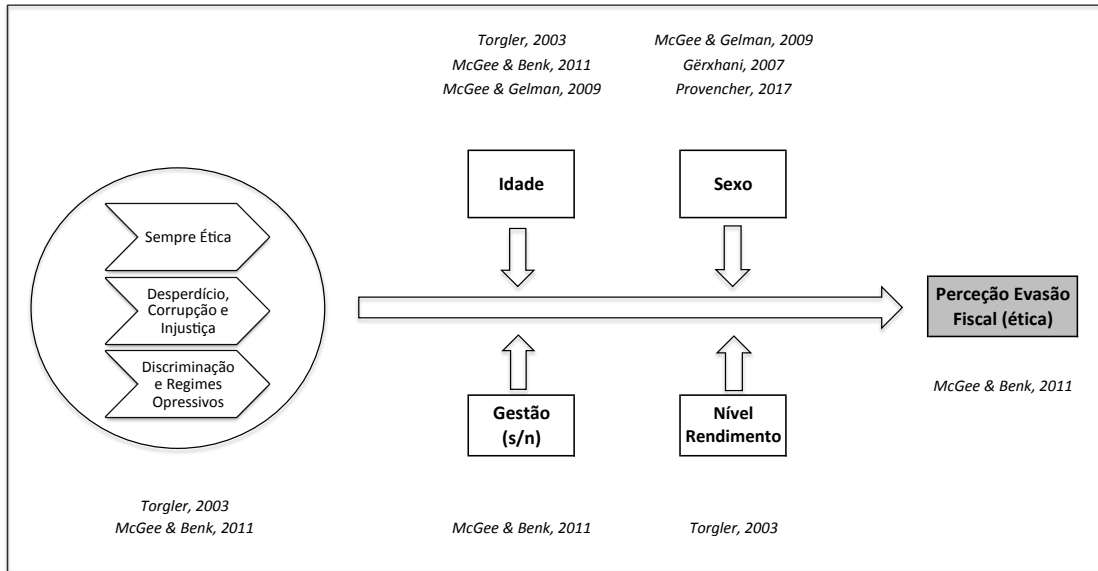 Torgler, 2003
McGee & Benk, 2011
McGee & Gelman, 2009
McGee & Gelman, 2009
Gërxhani, 2007
Provencher, 2017
Idade
Sexo
Sempre Ética
Desperdício,
Corrupção e
Injustiça
Discriminação
e Regimes
Opressivos
Perceção Evasão
Fiscal (ética)
McGee & Benk, 2011
Gestão
(s/n)
Nível
Rendimento
Torgler, 2003
McGee & Benk, 2011
McGee & Benk, 2011
Torgler, 2003